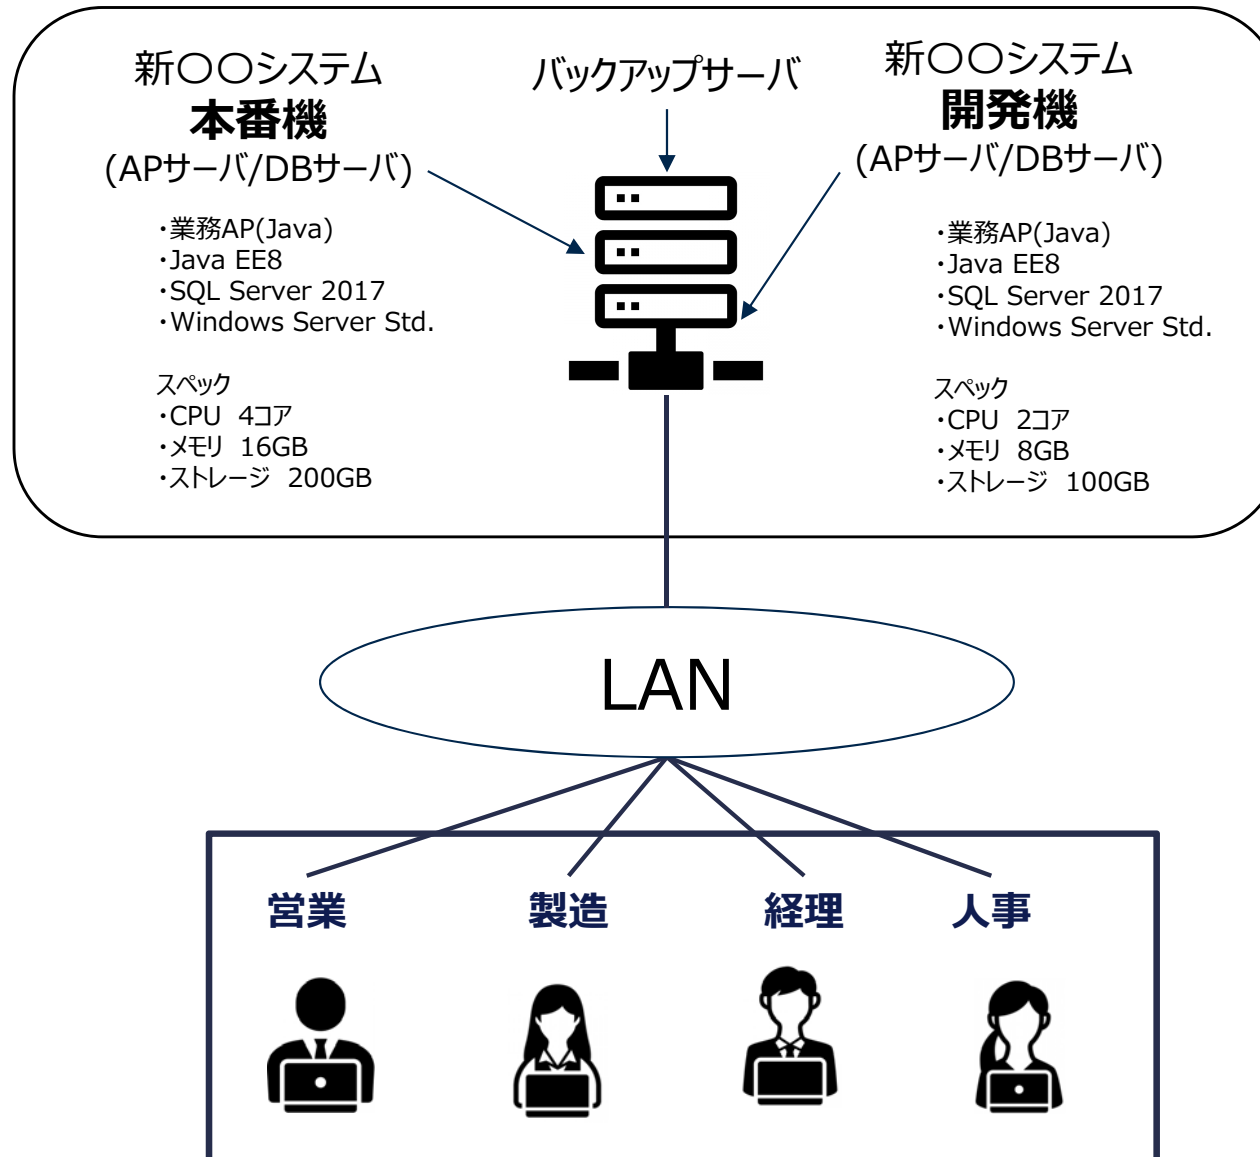 新〇〇システム
本番機
(APサーバ/DBサーバ)
・業務AP(Java)
・Java EE8
・SQL Server 2017
・Windows Server Std.
スペック
・CPU 4コア
・メモリ 16GB
・ストレージ 200GB
バックアップサーバ
新〇〇システム
開発機
(APサーバ/DBサーバ)
・業務AP(Java)
・Java EE8
・SQL Server 2017
・Windows Server Std.
スペック
・CPU 2コア
・メモリ 8GB
・ストレージ 100GB
LAN
営業
製造
経理
人事